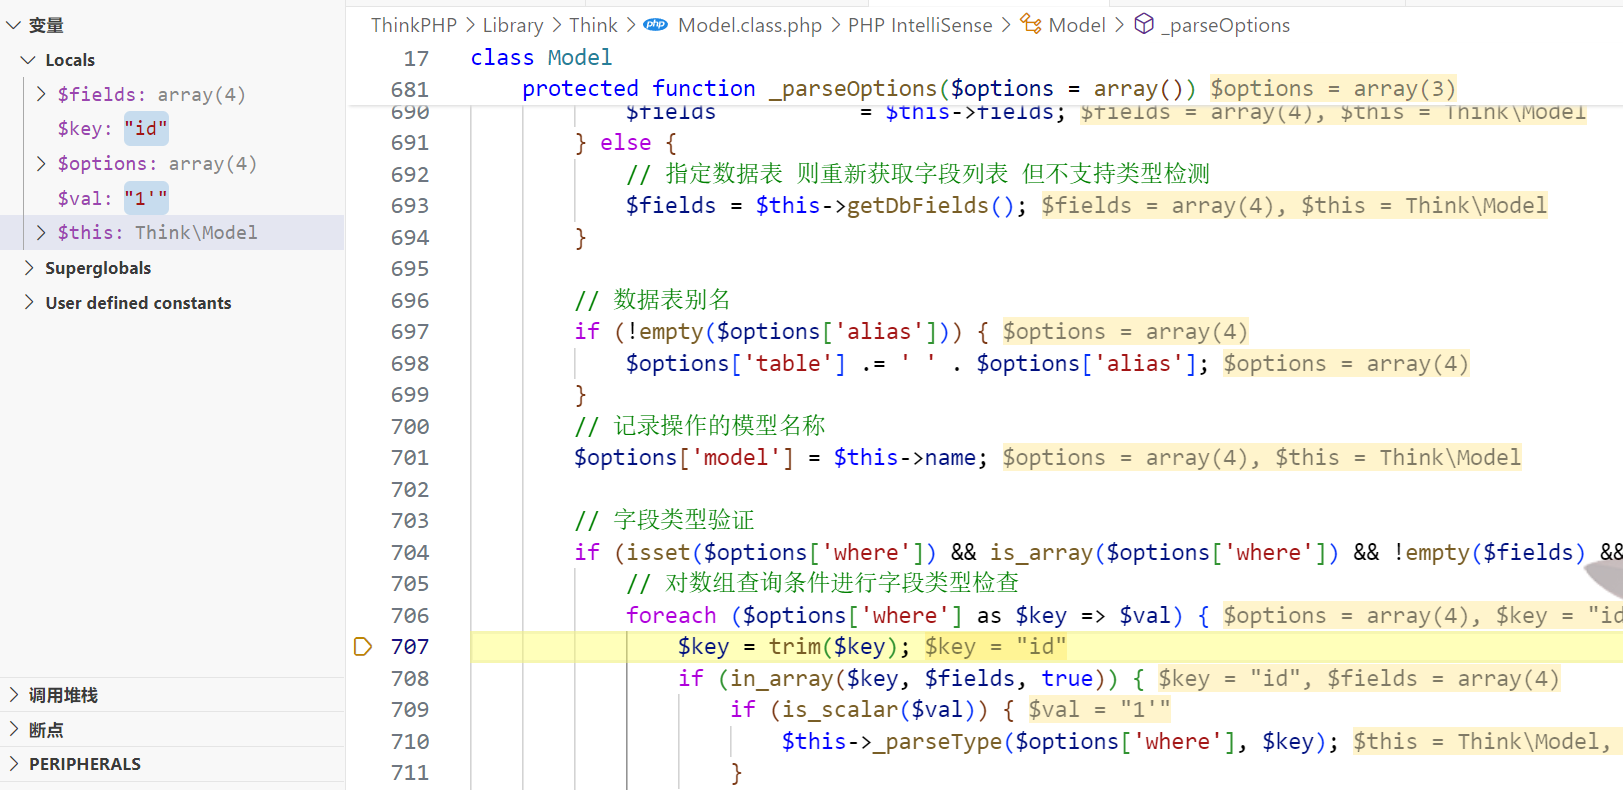 变量
Locals
$fields: array(4)
$key: "id"
$options: array(4)
$val: "1'"
$this: Think\Model
Superglobals
User defined constants
调用堆栈
断点
PERIPHERALS
ThinkPHP > Library > Think > php Model.class.php > PHP IntelliSense > Model > _parseOptions
17 class Model
681 protected function _parseOptions($options = array()) $options = array(3)
690 $fields = $this->fields; $fields = array(4), $this = Think\Model
691 } else {
692 // 指定数据表 则重新获取字段列表 但不支持类型检测
693 $fields = $this->getDbFields(); $fields = array(4), $this = Think\Model
694 }
695
696 // 数据表别名
697 if (!empty($options['alias'])) { $options = array(4)
698 $options['table'] .= ' ' . $options['alias']; $options = array(4)
699 }
700 // 记录操作的模型名称
701 $options['model'] = $this->name; $options = array(4), $this = Think\Model
702
703 // 字段类型验证
704 if (isset($options['where']) && is_array($options['where']) && !empty($fields) &&
705 // 对数组查询条件进行字段类型检查
706 foreach ($options['where'] as $key => $val) { $options = array(4), $key = "id
707 $key = trim($key); $key = "id"
708 if (in_array($key, $fields, true)) { $key = "id", $fields = array(4)
709 if (is_scalar($val)) { $val = "1'"
710 $this->_parseType($options['where'], $key); $this = Think\Model,
711 }